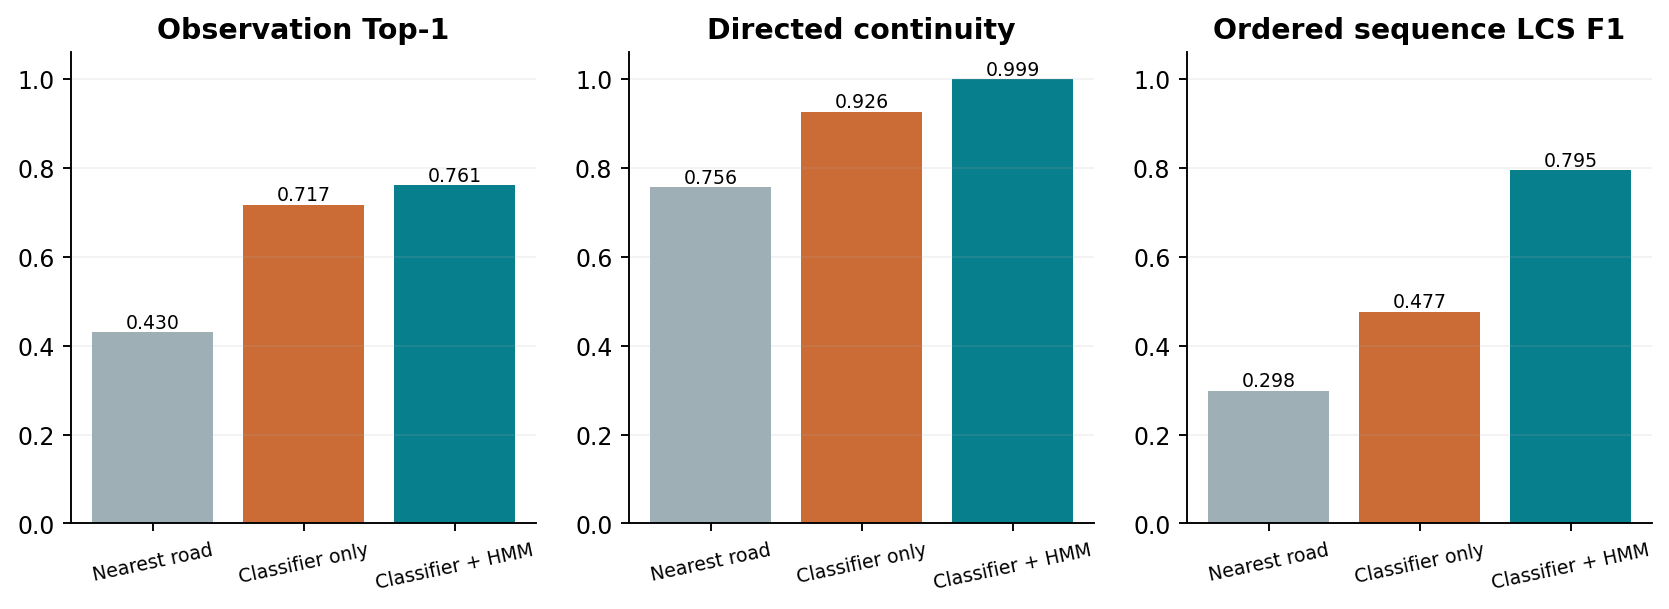 Observation Top-1
1.0
0.8
0.6
0.4
0.2
0.0
0.430
0.717
0.761
Nearest road
Classifier only
Classifier + HMM
Directed continuity
1.0
0.8
0.6
0.4
0.2
0.0
0.756
0.926
0.999
Nearest road
Classifier only
Classifier + HMM
Ordered sequence LCS F1
1.0
0.8
0.6
0.4
0.2
0.0
0.298
0.477
0.795
Nearest road
Classifier only
Classifier + HMM